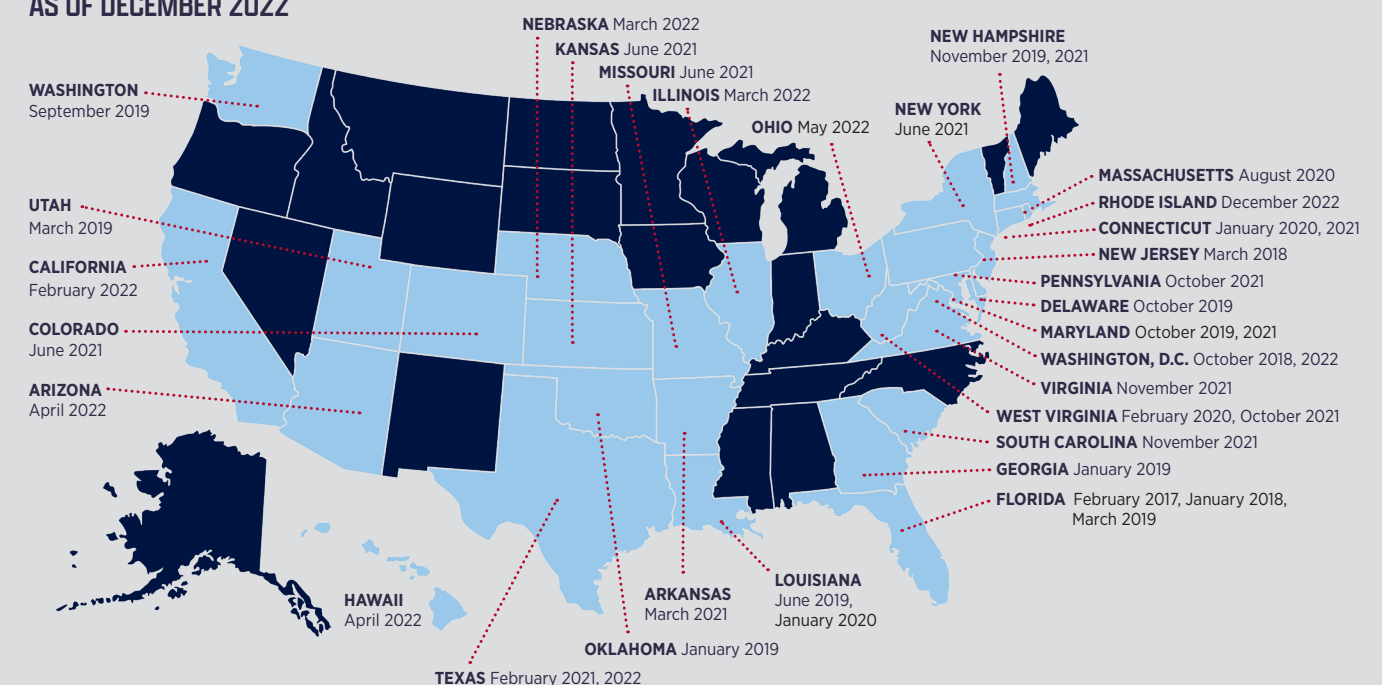 AS OF DECEMBER 2022
NEBRASKA March 2022
KANSAS June 2021
MISSOURI June 2021
ILLINOIS March 2022
OHIO May 2022
NEW YORK
June 2021
NEW HAMPSHIRE
November 2019, 2021
WASHINGTON
September 2019
UTAH
March 2019
CALIFORNIA
February 2022
COLORADO
June 2021
ARIZONA
April 2022
MASSACHUSETTS August 2020
RHODE ISLAND December 2022
CONNECTICUT January 2020, 2021
NEW JERSEY March 2018
PENNSYLVANIA October 2021
DELAWARE October 2019
MARYLAND October 2019, 2021
WASHINGTON, D.C. October 2018, 2022
VIRGINIA November 2021
WEST VIRGINIA February 2020, October 2021
SOUTH CAROLINA November 2021
GEORGIA January 2019
FLORIDA February 2017, January 2018,
March 2019
HAWAII
April 2022
ARKANSAS
March 2021
LOUISIANA
June 2019,
January 2020
OKLAHOMA January 2019
TEXAS February 2021, 2022